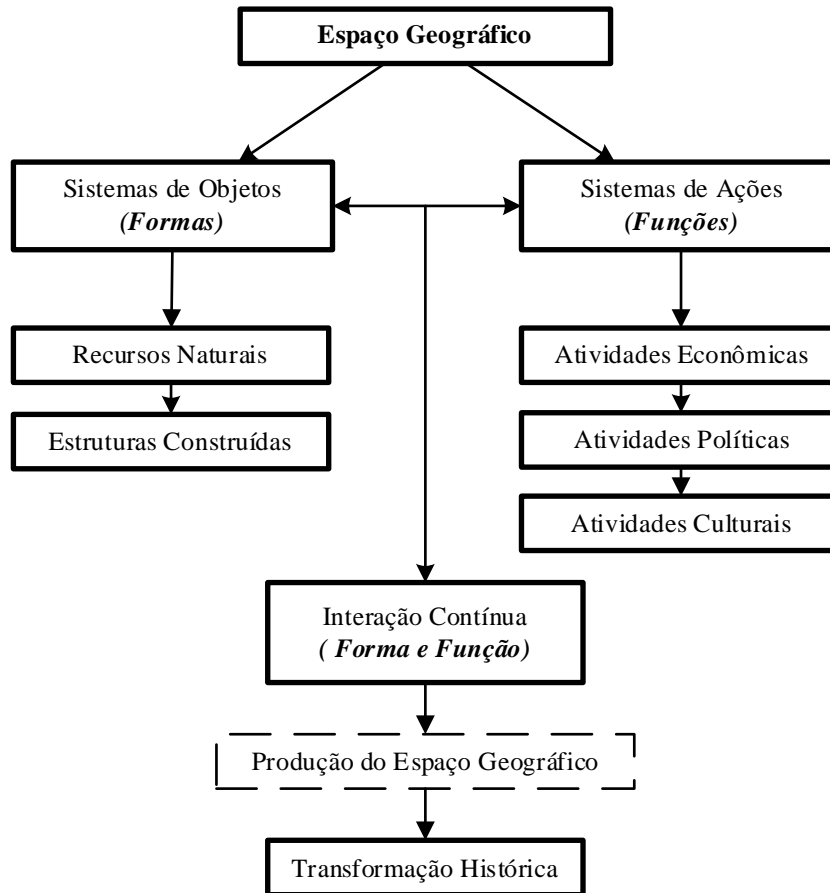 Espaço Geográfico
Sistemas de Objetos
(Formas)
Sistemas de Ações
(Funções)
Recursos Naturais
Estruturas Construídas
Atividades Econômicas
Atividades Políticas
Atividades Culturais
Interação Contínua
( Forma e Função)
Produção do Espaço Geográfico
Transformação Histórica